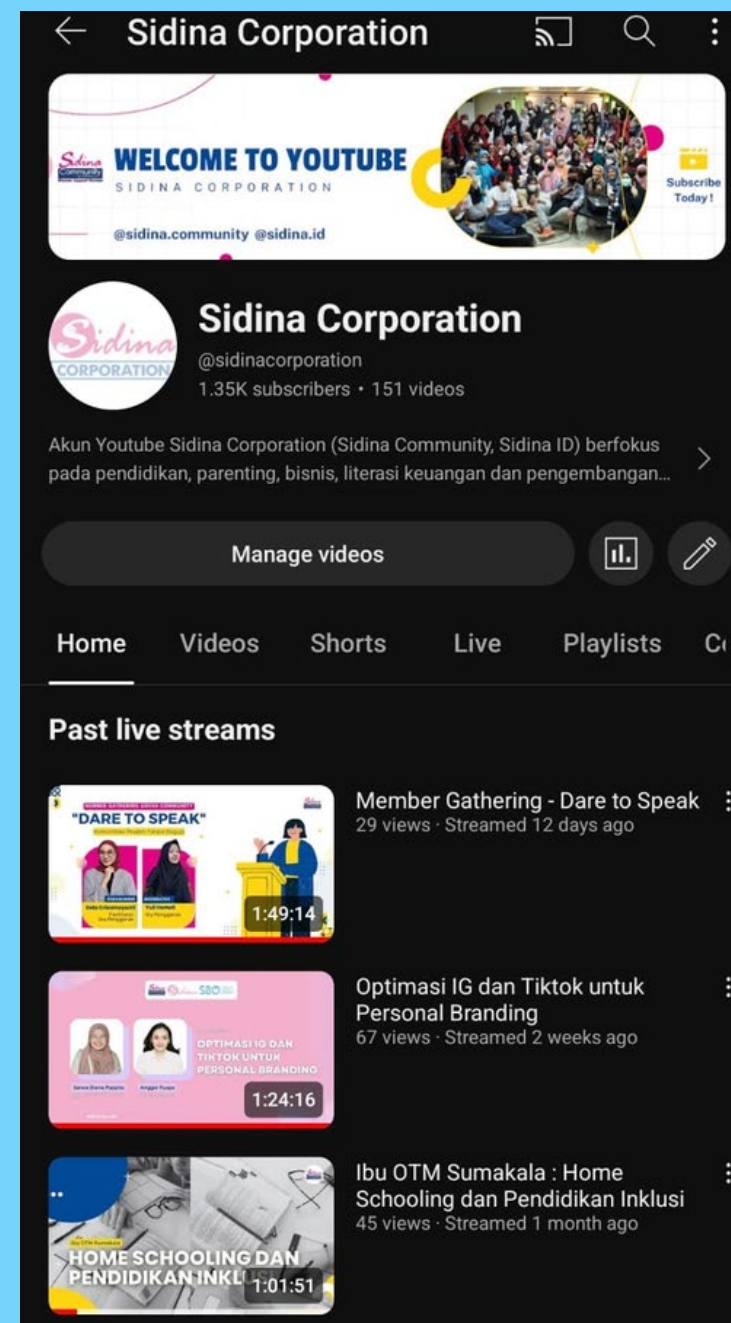 Sidina Corporation
Sidina
Community
WELCOME TO YOUTUBE
SIDINA CORPORATION
@sidina.community @sidina.id
Subscribe
Today !
Sidina
CORPORATION
Sidina Corporation
@sidinacorporation
1.35K subscribers • 151 videos
Akun Youtube Sidina Corporation (Sidina Community, Sidina ID) berfokus
pada pendidikan, parenting, bisnis, literasi keuangan dan pengembangan...
Manage videos
Home Videos Shorts Live Playlists
Past live streams
"DARE TO SPEAK"
1:49:14
Member Gathering - Dare to Speak
29 views · Streamed 12 days ago
OPTIMASI IG DAN
TIKTOK UNTUK
PERSONAL BRANDING
1:24:16
Optimasi IG dan Tiktok untuk
Personal Branding
67 views · Streamed 2 weeks ago
HOME SCHOOLING DAN
PENDIDIKAN
1:01:51
Ibu OTM Sumakala : Home
Schooling dan Pendidikan Inklusi
45 views · Streamed 1 month ago